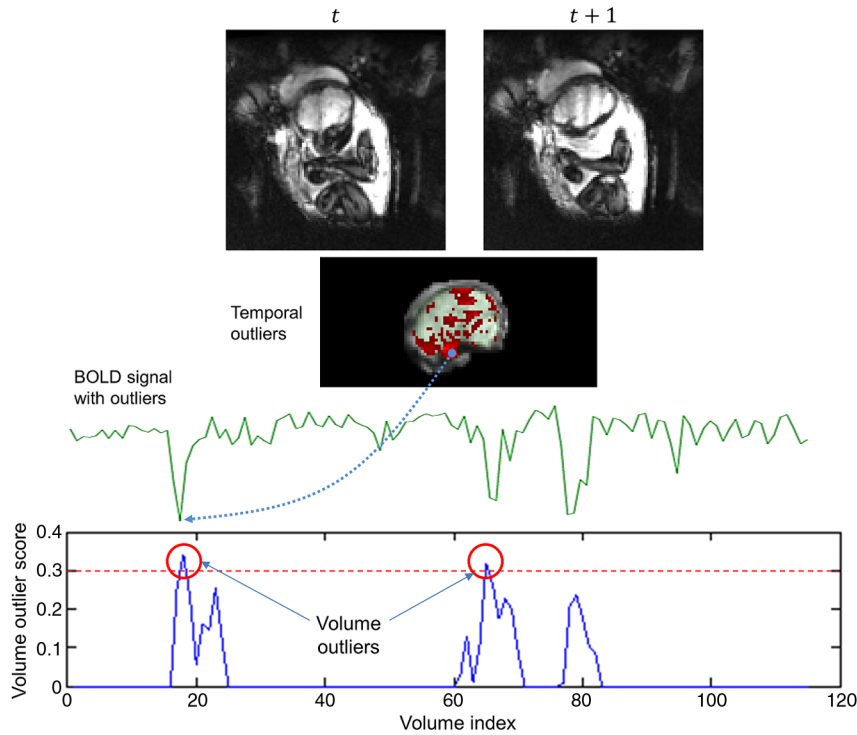 t
t + 1
Temporal
outliers
BOLD signal
with outliers
Volume outlier score
0.4
0.3
0.2
0.1
0
Volume
outliers
0 20 40 60 80 100 120
Volume index